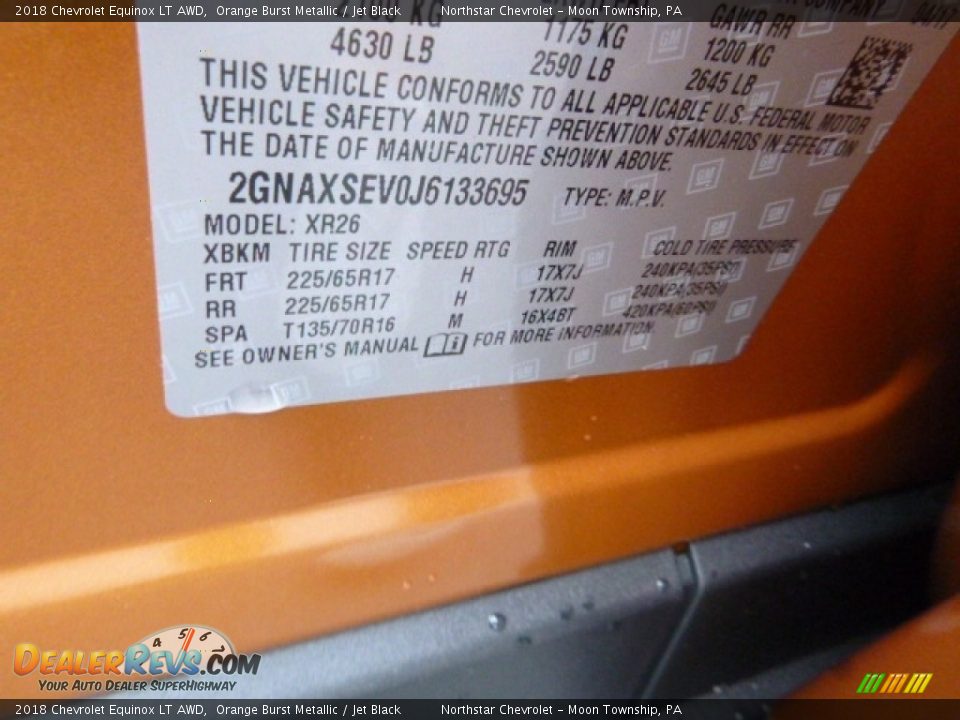 2018 Chevrolet Equinox LT AWD, Orange Burst Metallic / Jet Black Northstar Chevrolet – Moon Township, PA
KG 1175 KG GAWR RR
4630 LB 2590 LB 1200 KG
2645 LB
THIS VEHICLE CONFORMS TO ALL APPLICABLE U.S. FEDERAL MOTOR
VEHICLE SAFETY AND THEFT PREVENTION STANDARDS IN EFFECT ON
THE DATE OF MANUFACTURE SHOWN ABOVE.
2GNAXSEV0J6133695 TYPE: M.P.V.
MODEL: XR26
XBKM TIRE SIZE SPEED RTG RIM COLD TIRE PRESSURE
FRT 225/65R17 H 17X7J 240KPA/35PSI)
RR 225/65R17 H 17X7J 240KPA/35PSI)
SPA T135/70R16 M 16X4BT 420KPA/60PSI)
SEE OWNER'S MANUAL FOR MORE INFORMATION.
4 5 6 7
DealerRevs.com
Your Auto Dealer SuperHighway
2018 Chevrolet Equinox LT AWD, Orange Burst Metallic / Jet Black Northstar Chevrolet – Moon Township, PA